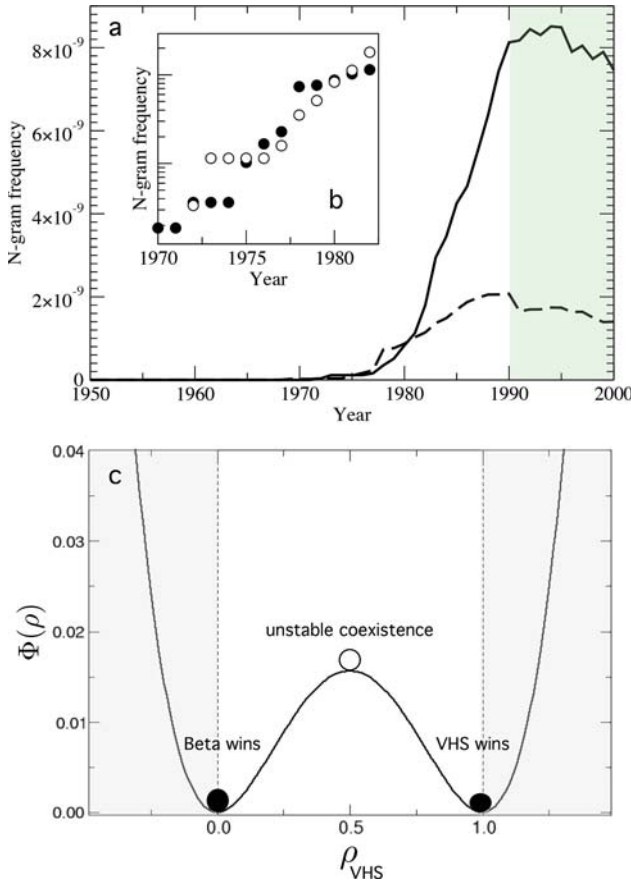 a
8×10⁻⁹
6×10⁻⁹
4×10⁻⁹
2×10⁻⁹
0
N-gram frequency
1950 1960 1970 1980 1990 2000
Year
b
N-gram frequency
1970 1975 1980
Year
c
0.04
0.03
0.02
0.01
0.00
Φ(ρ)
unstable coexistence
Beta wins VHS wins
0.0 0.5 1.0
ρVHS